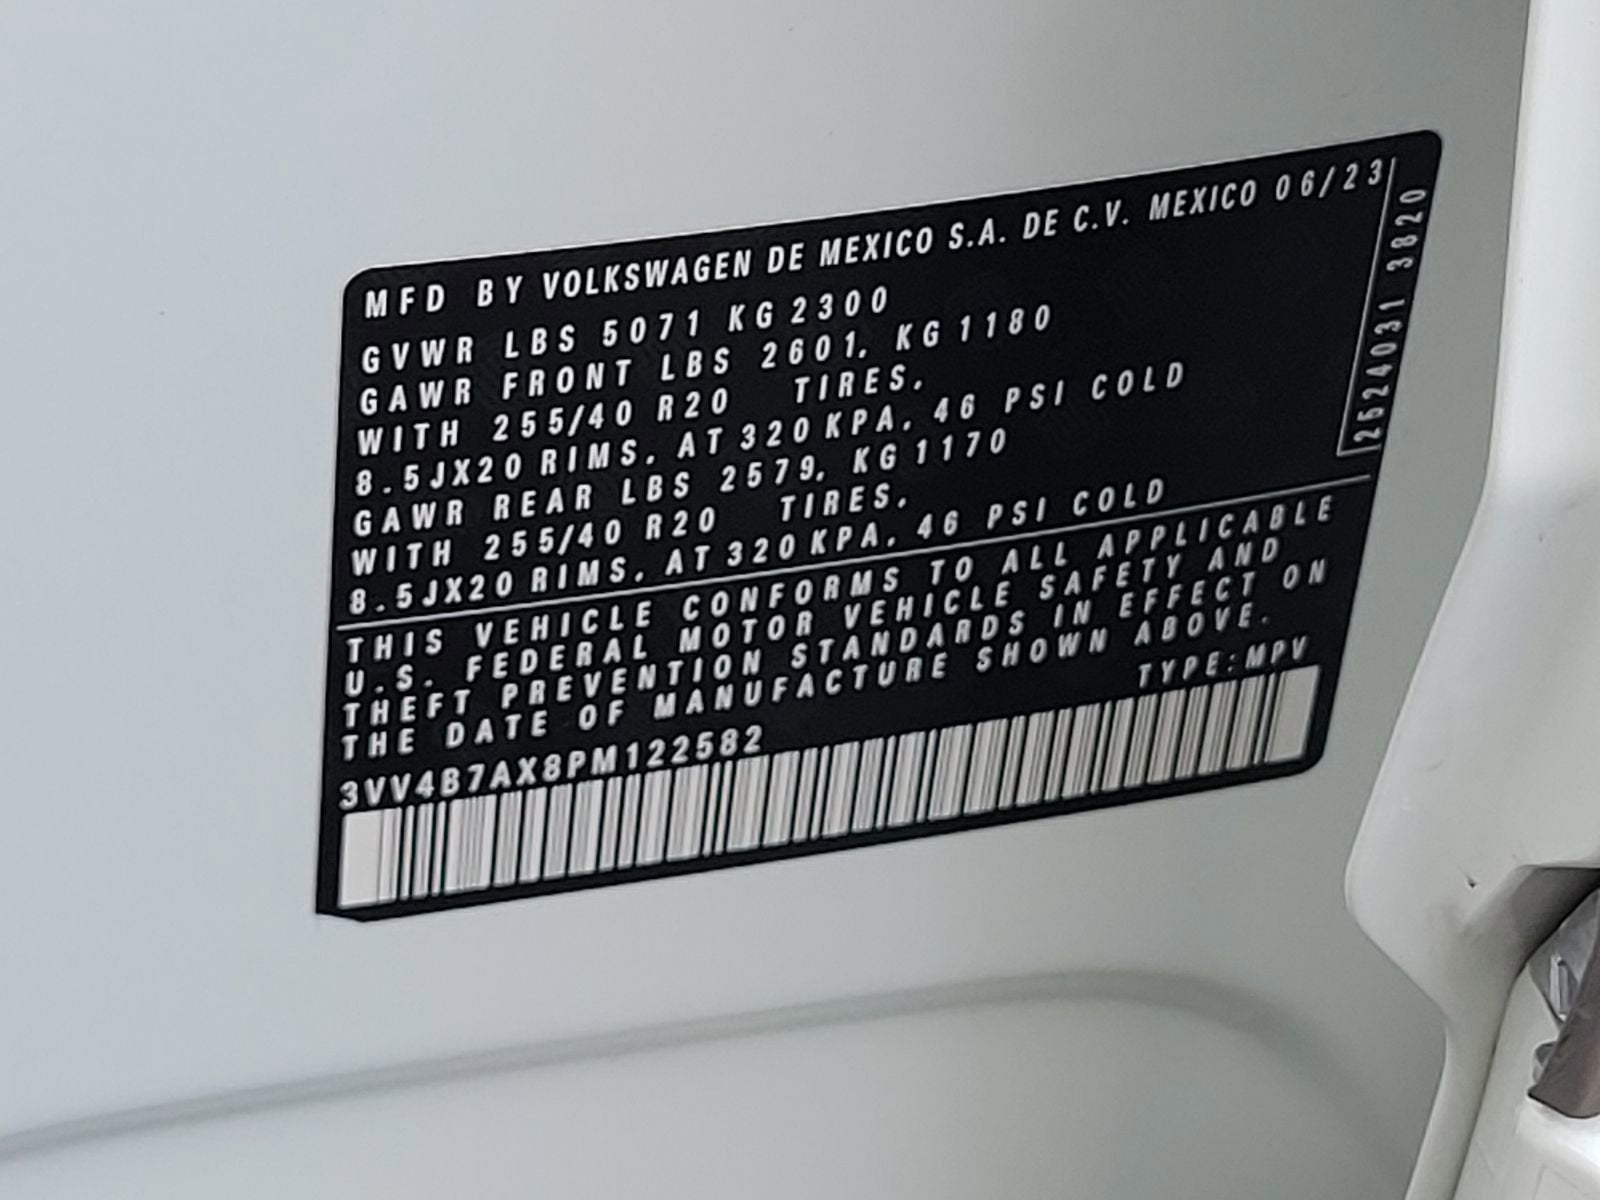 MFD BY VOLKSWAGEN DE MEXICO S.A. DE C.V. MEXICO 06/23
GVWR LBS 5071 KG 2300
GAWR FRONT LBS 2601, KG 1180
WITH 255/40 R20 TIRES,
8.5JX20 RIMS, AT 320 KPA, 46 PSI COLD
GAWR REAR LBS 2579, KG 1170
WITH 255/40 R20 TIRES,
8.5JX20 RIMS, AT 320 KPA, 46 PSI COLD
THIS VEHICLE CONFORMS TO ALL APPLICABLE
U.S. FEDERAL MOTOR VEHICLE SAFETY AND
THEFT PREVENTION STANDARDS IN EFFECT ON
THE DATE OF MANUFACTURE SHOWN ABOVE.
3VV4B7AX8PM122582 TYPE:MPV
2524031 3820